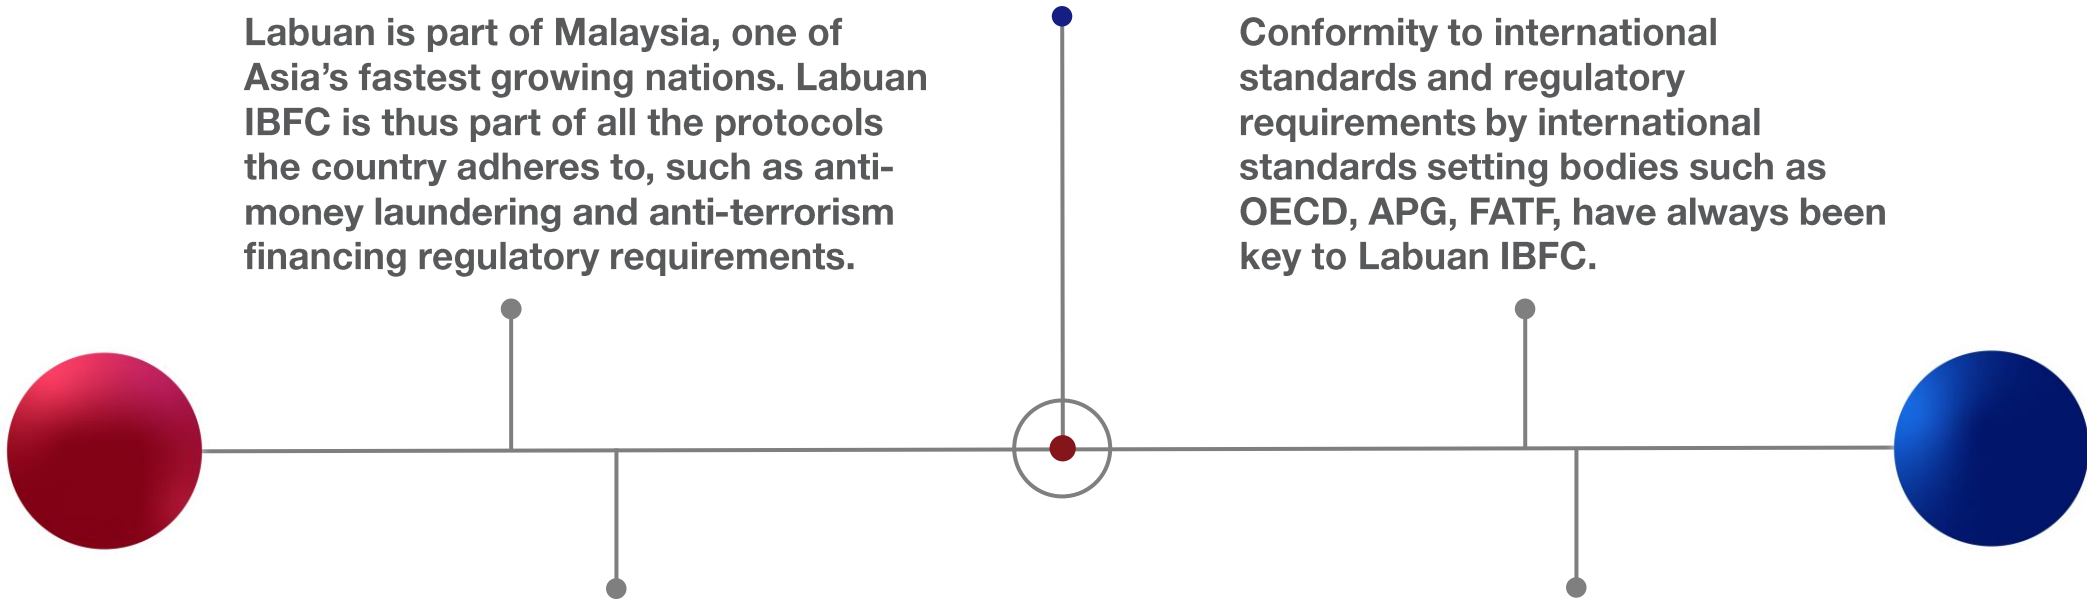 Labuan is part of Malaysia, one of
Asia’s fastest growing nations. Labuan
IBFC is thus part of all the protocols
the country adheres to, such as anti-
money laundering and anti-terrorism
financing regulatory requirements.
Conformity to international
standards and regulatory
requirements by international
standards setting bodies such as
OECD, APG, FATF, have always been
key to Labuan IBFC.